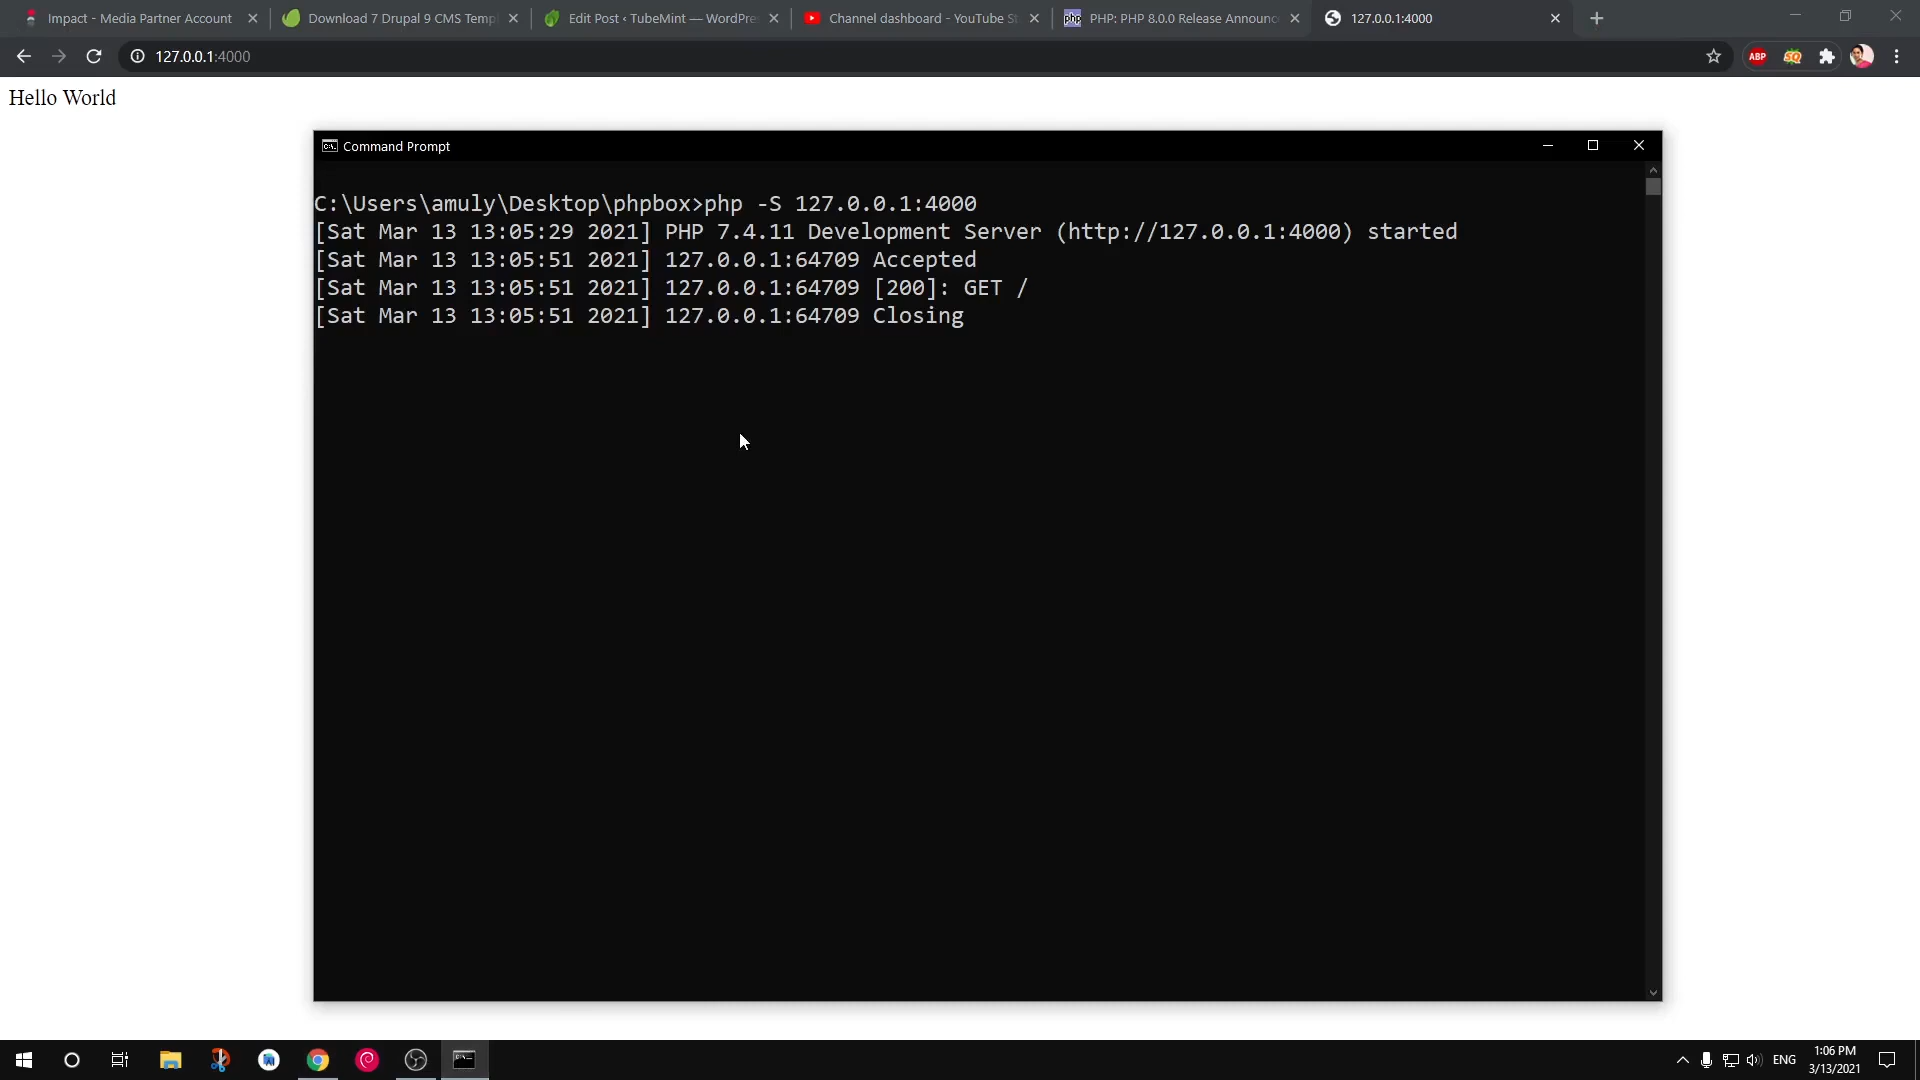 Impact - Media Partner Account
Download 7 Drupal 9 CMS Temp
Edit Post ‹ TubeMint — WordPre
Channel dashboard - YouTube S
php PHP: PHP 8.0.0 Release Announc
127.0.0.1:4000
127.0.0.1:4000
ABP
SQ
Hello World
Command Prompt
C:\Users\amuly\Desktop\phpbox>php -S 127.0.0.1:4000
[Sat Mar 13 13:05:29 2021] PHP 7.4.11 Development Server (http://127.0.0.1:4000) started
[Sat Mar 13 13:05:51 2021] 127.0.0.1:64709 Accepted
[Sat Mar 13 13:05:51 2021] 127.0.0.1:64709 [200]: GET /
[Sat Mar 13 13:05:51 2021] 127.0.0.1:64709 Closing
ENG
1:06 PM
3/13/2021